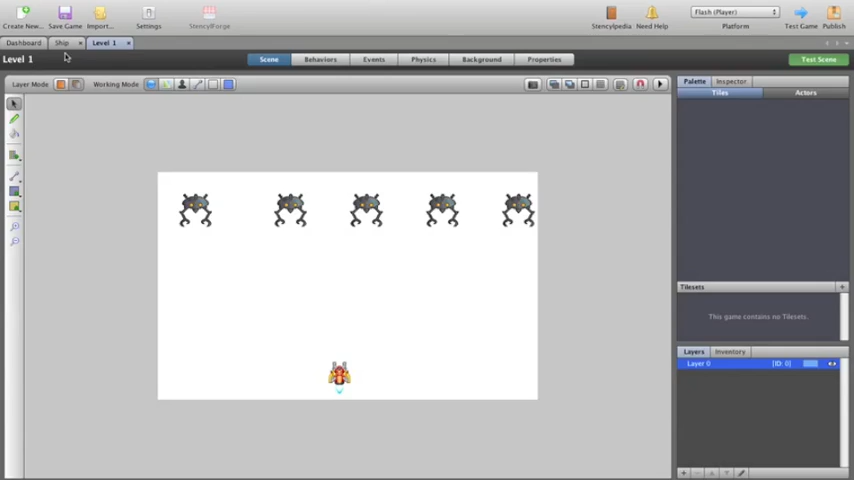 Create New... Save Game Import... Settings StencylForge Stencylpedia Need Help Flash (Player) Platform Test Game Publish
Dashboard Ship × Level 1 ×
Level 1 Scene Behaviors Events Physics Background Properties Test Scene
Layer Mode Working Mode Palette Inspector
Tiles Actors
Tilesets +
This game contains no Tilesets.
Layers Inventory
Layer 0 [ID: 0]